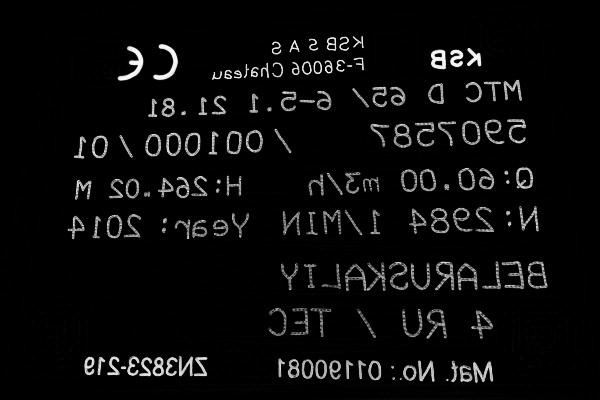 KSB KSB S A S
F-36006 Chateau CE
MTC D 65/ 6-5.1 21.81
5907587 / 001000 / 01
Q:60.00 m3/h H:264.02 M
N:2984 1/MIN Year: 2014
BELARUSKALIY
4 RU / TEC
Mat. No.: 01190081 ZN3823-219